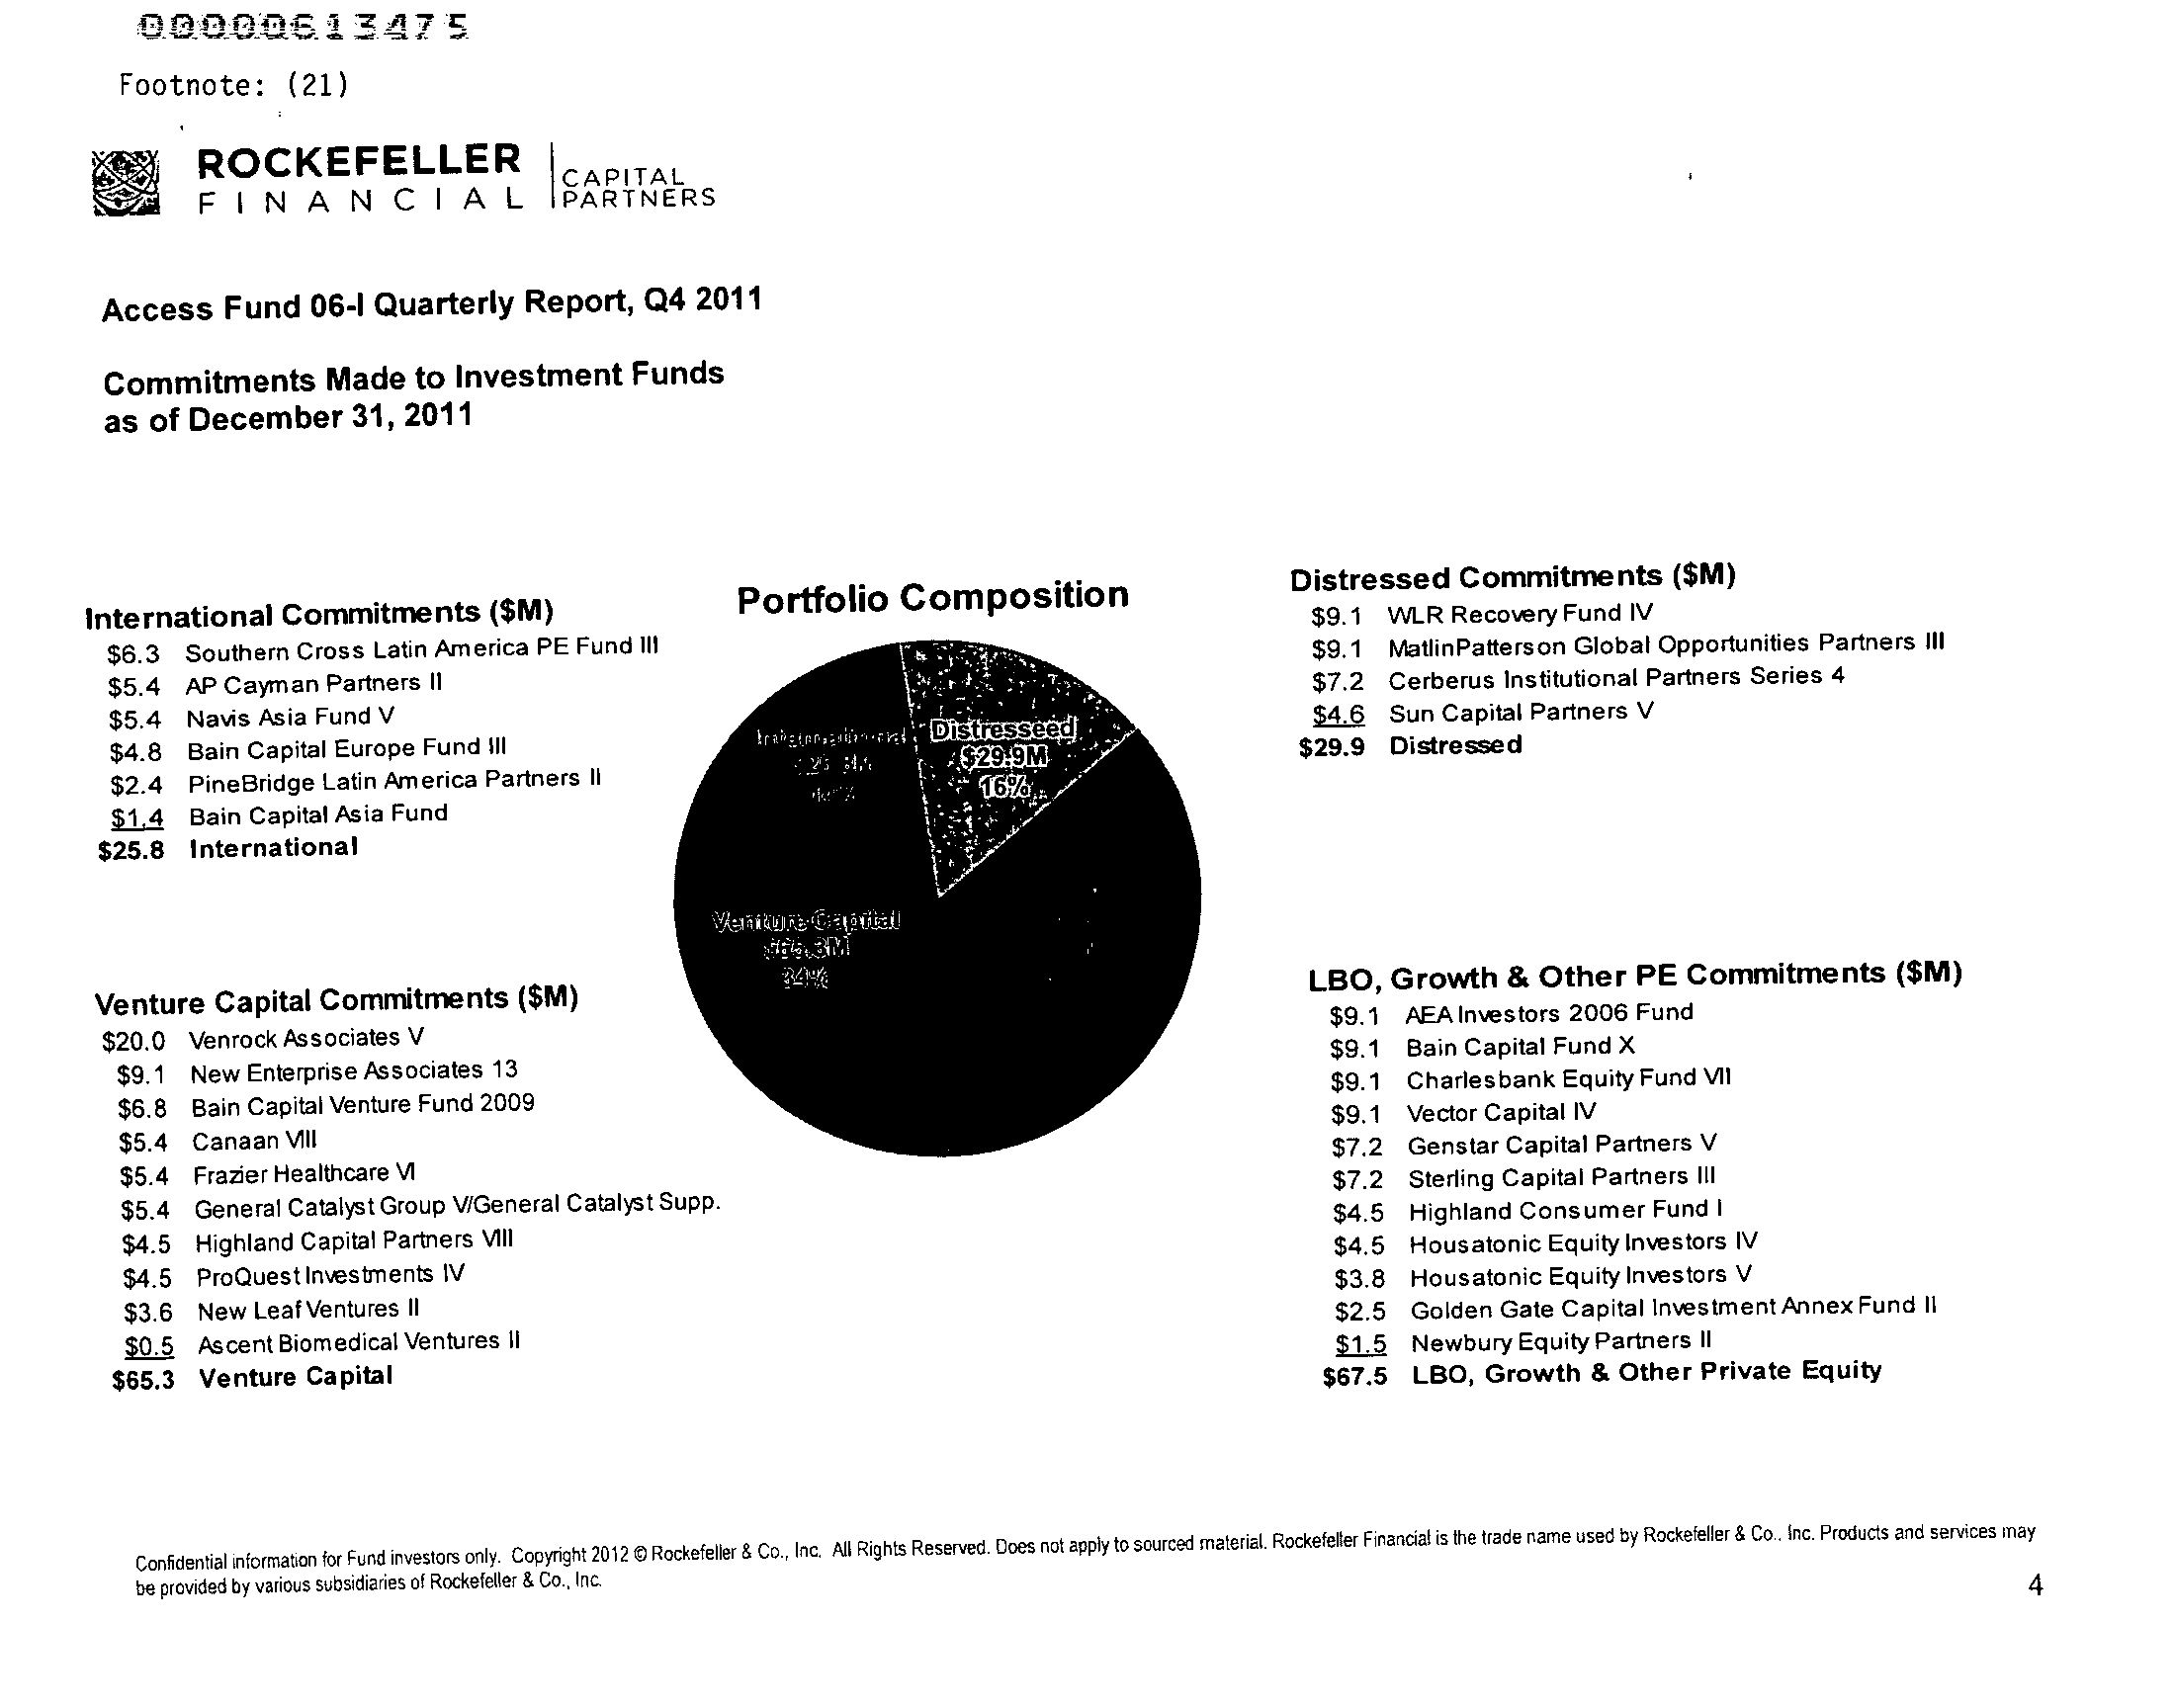 00000613475
Footnote: (21)
ROCKEFELLER
FINANCIAL
CAPITAL
PARTNERS
Access Fund 06-I Quarterly Report, Q4 2011
Commitments Made to Investment Funds
as of December 31, 2011
International Commitments ($M)
$6.3 Southern Cross Latin America PE Fund III
$5.4 AP Cayman Partners II
$5.4 Navis Asia Fund V
$4.8 Bain Capital Europe Fund III
$2.4 PineBridge Latin America Partners II
$1.4 Bain Capital Asia Fund
$25.8 International
Venture Capital Commitments ($M)
$20.0 Venrock Associates V
$9.1 New Enterprise Associates 13
$6.8 Bain Capital Venture Fund 2009
$5.4 Canaan VIII
$5.4 Frazier Healthcare VI
$5.4 General Catalyst Group V/General Catalyst Supp.
$4.5 Highland Capital Partners VIII
$4.5 ProQuest Investments IV
$3.6 New Leaf Ventures II
$0.5 Ascent Biomedical Ventures II
$65.3 Venture Capital
Portfolio Composition
International
Distresseed
$29.9M
16%
Venture Capital
$65.3M
34%
Distressed Commitments ($M)
$9.1 WLR Recovery Fund IV
$9.1 MatlinPatterson Global Opportunities Partners III
$7.2 Cerberus Institutional Partners Series 4
$4.6 Sun Capital Partners V
$29.9 Distressed
LBO, Growth & Other PE Commitments ($M)
$9.1 AEA Investors 2006 Fund
$9.1 Bain Capital Fund X
$9.1 Charlesbank Equity Fund VII
$9.1 Vector Capital IV
$7.2 Genstar Capital Partners V
$7.2 Sterling Capital Partners III
$4.5 Highland Consumer Fund I
$4.5 Housatonic Equity Investors IV
$3.8 Housatonic Equity Investors V
$2.5 Golden Gate Capital Investment Annex Fund II
$1.5 Newbury Equity Partners II
$67.5 LBO, Growth & Other Private Equity
Confidential information for Fund investors only. Copyright 2012 © Rockefeller & Co., Inc. All Rights Reserved. Does not apply to sourced material. Rockefeller Financial is the trade name used by Rockefeller & Co., Inc. Products and services may
be provided by various subsidiaries of Rockefeller & Co., Inc.
4